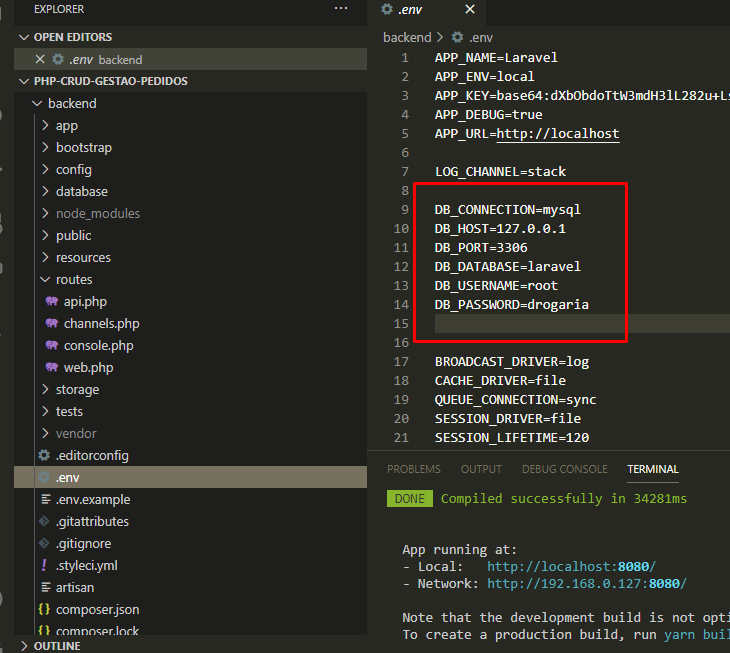 EXPLORER
...
OPEN EDITORS
.env backend
PHP-CRUD-GESTAO-PEDIDOS
backend
app
bootstrap
config
database
node_modules
public
resources
routes
api.php
channels.php
console.php
web.php
storage
tests
vendor
.editorconfig
.env
.env.example
.gitattributes
.gitignore
! .styleci.yml
artisan
{} composer.json
{} composer.lock
OUTLINE
.env
backend > .env
1 APP_NAME=Laravel
2 APP_ENV=local
3 APP_KEY=base64:dXbObdoTtW3mdH3lL282u+Ls
4 APP_DEBUG=true
5 APP_URL=http://localhost
6
7 LOG_CHANNEL=stack
8
9 DB_CONNECTION=mysql
10 DB_HOST=127.0.0.1
11 DB_PORT=3306
12 DB_DATABASE=laravel
13 DB_USERNAME=root
14 DB_PASSWORD=drogaria
15
16
17 BROADCAST_DRIVER=log
18 CACHE_DRIVER=file
19 QUEUE_CONNECTION=sync
20 SESSION_DRIVER=file
21 SESSION_LIFETIME=120
PROBLEMS OUTPUT DEBUG CONSOLE TERMINAL
DONE Compiled successfully in 34281ms
App running at:
- Local: http://localhost:8080/
- Network: http://192.168.0.127:8080/
Note that the development build is not opti
To create a production build, run yarn buil